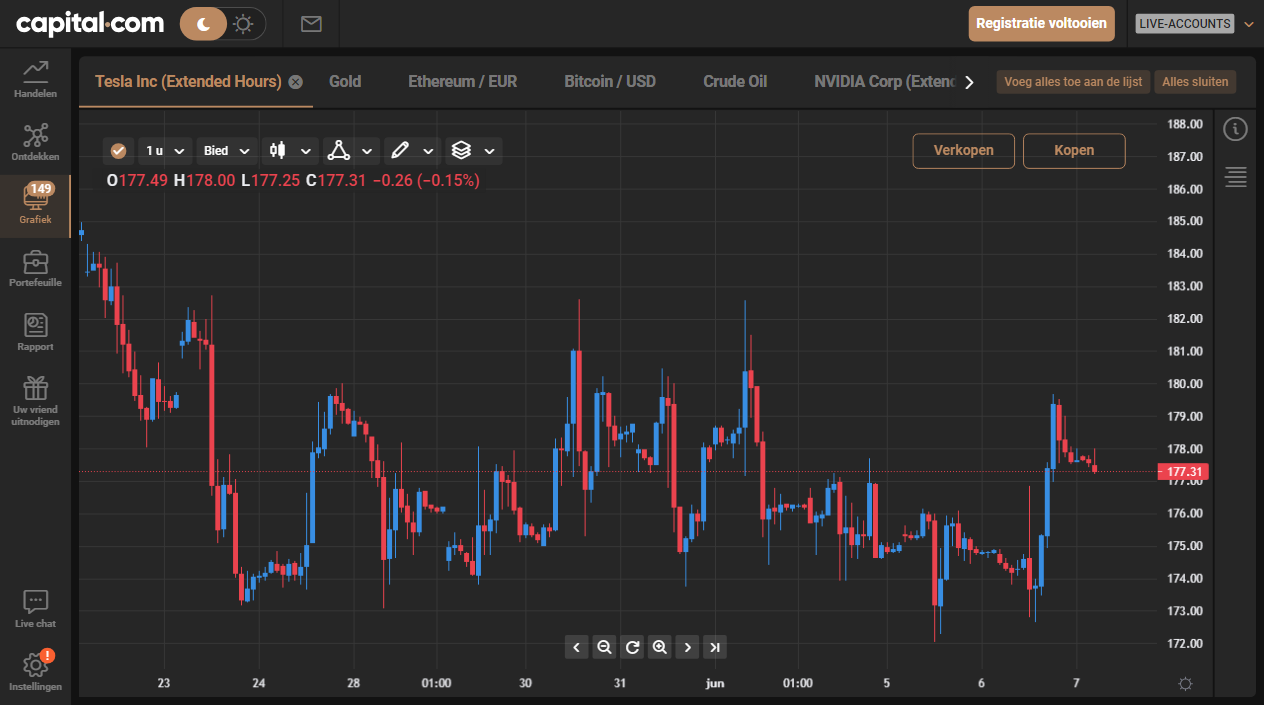 capital.com
Registratie voltooien
LIVE-ACCOUNTS
Handelen
Ontdekken
149
Grafiek
Portefeuille
Rapport
Uw vriend
uitnodigen
Live chat
!
Instellingen
Tesla Inc (Extended Hours) Gold Ethereum / EUR Bitcoin / USD Crude Oil NVIDIA Corp (Extend
Voeg alles toe aan de lijst Alles sluiten
1 u Bied
Verkopen Kopen
O177.49 H178.00 L177.25 C177.31 −0.26 (−0.15%)
188.00
187.00
186.00
185.00
184.00
183.00
182.00
181.00
180.00
179.00
178.00
177.31
177.00
176.00
175.00
174.00
173.00
172.00
23 24 28 01:00 30 31 jun 01:00 5 6 7